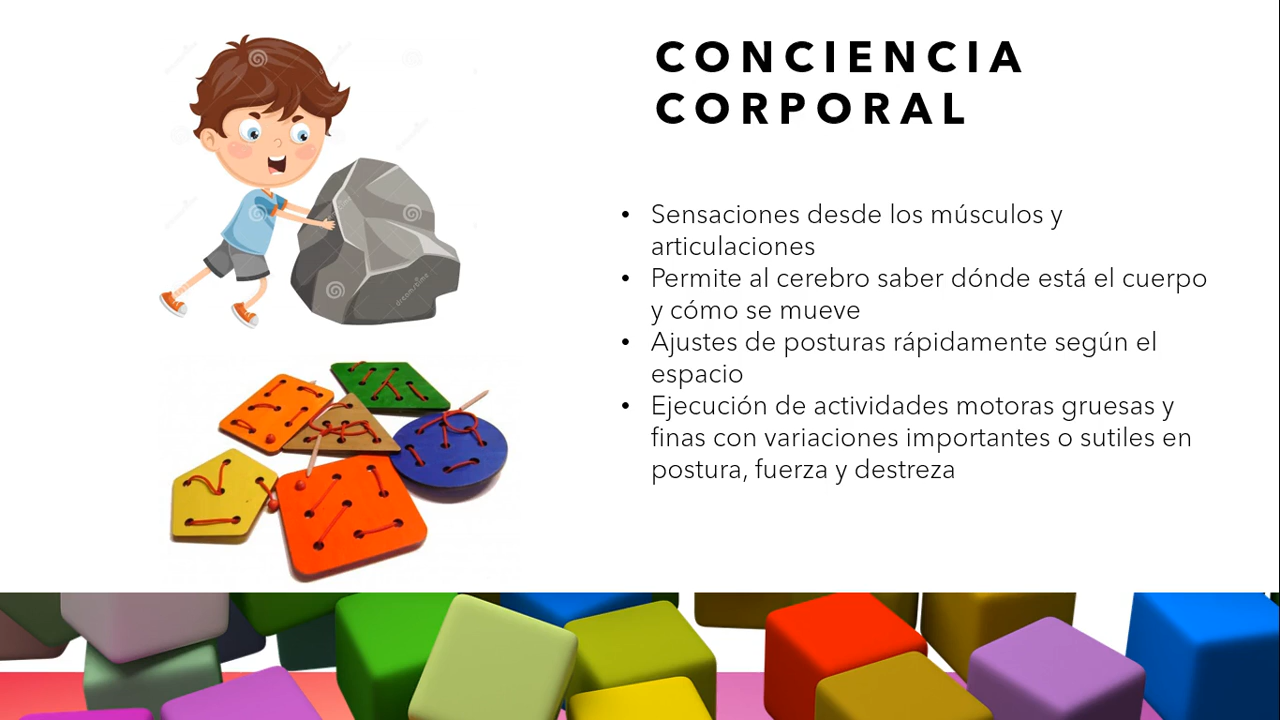 CONCIENCIA
CORPORAL
• Sensaciones desde los músculos y
articulaciones
• Permite al cerebro saber dónde está el cuerpo
y cómo se mueve
• Ajustes de posturas rápidamente según el
espacio
• Ejecución de actividades motoras gruesas y
finas con variaciones importantes o sutiles en
postura, fuerza y destreza
dreamstime